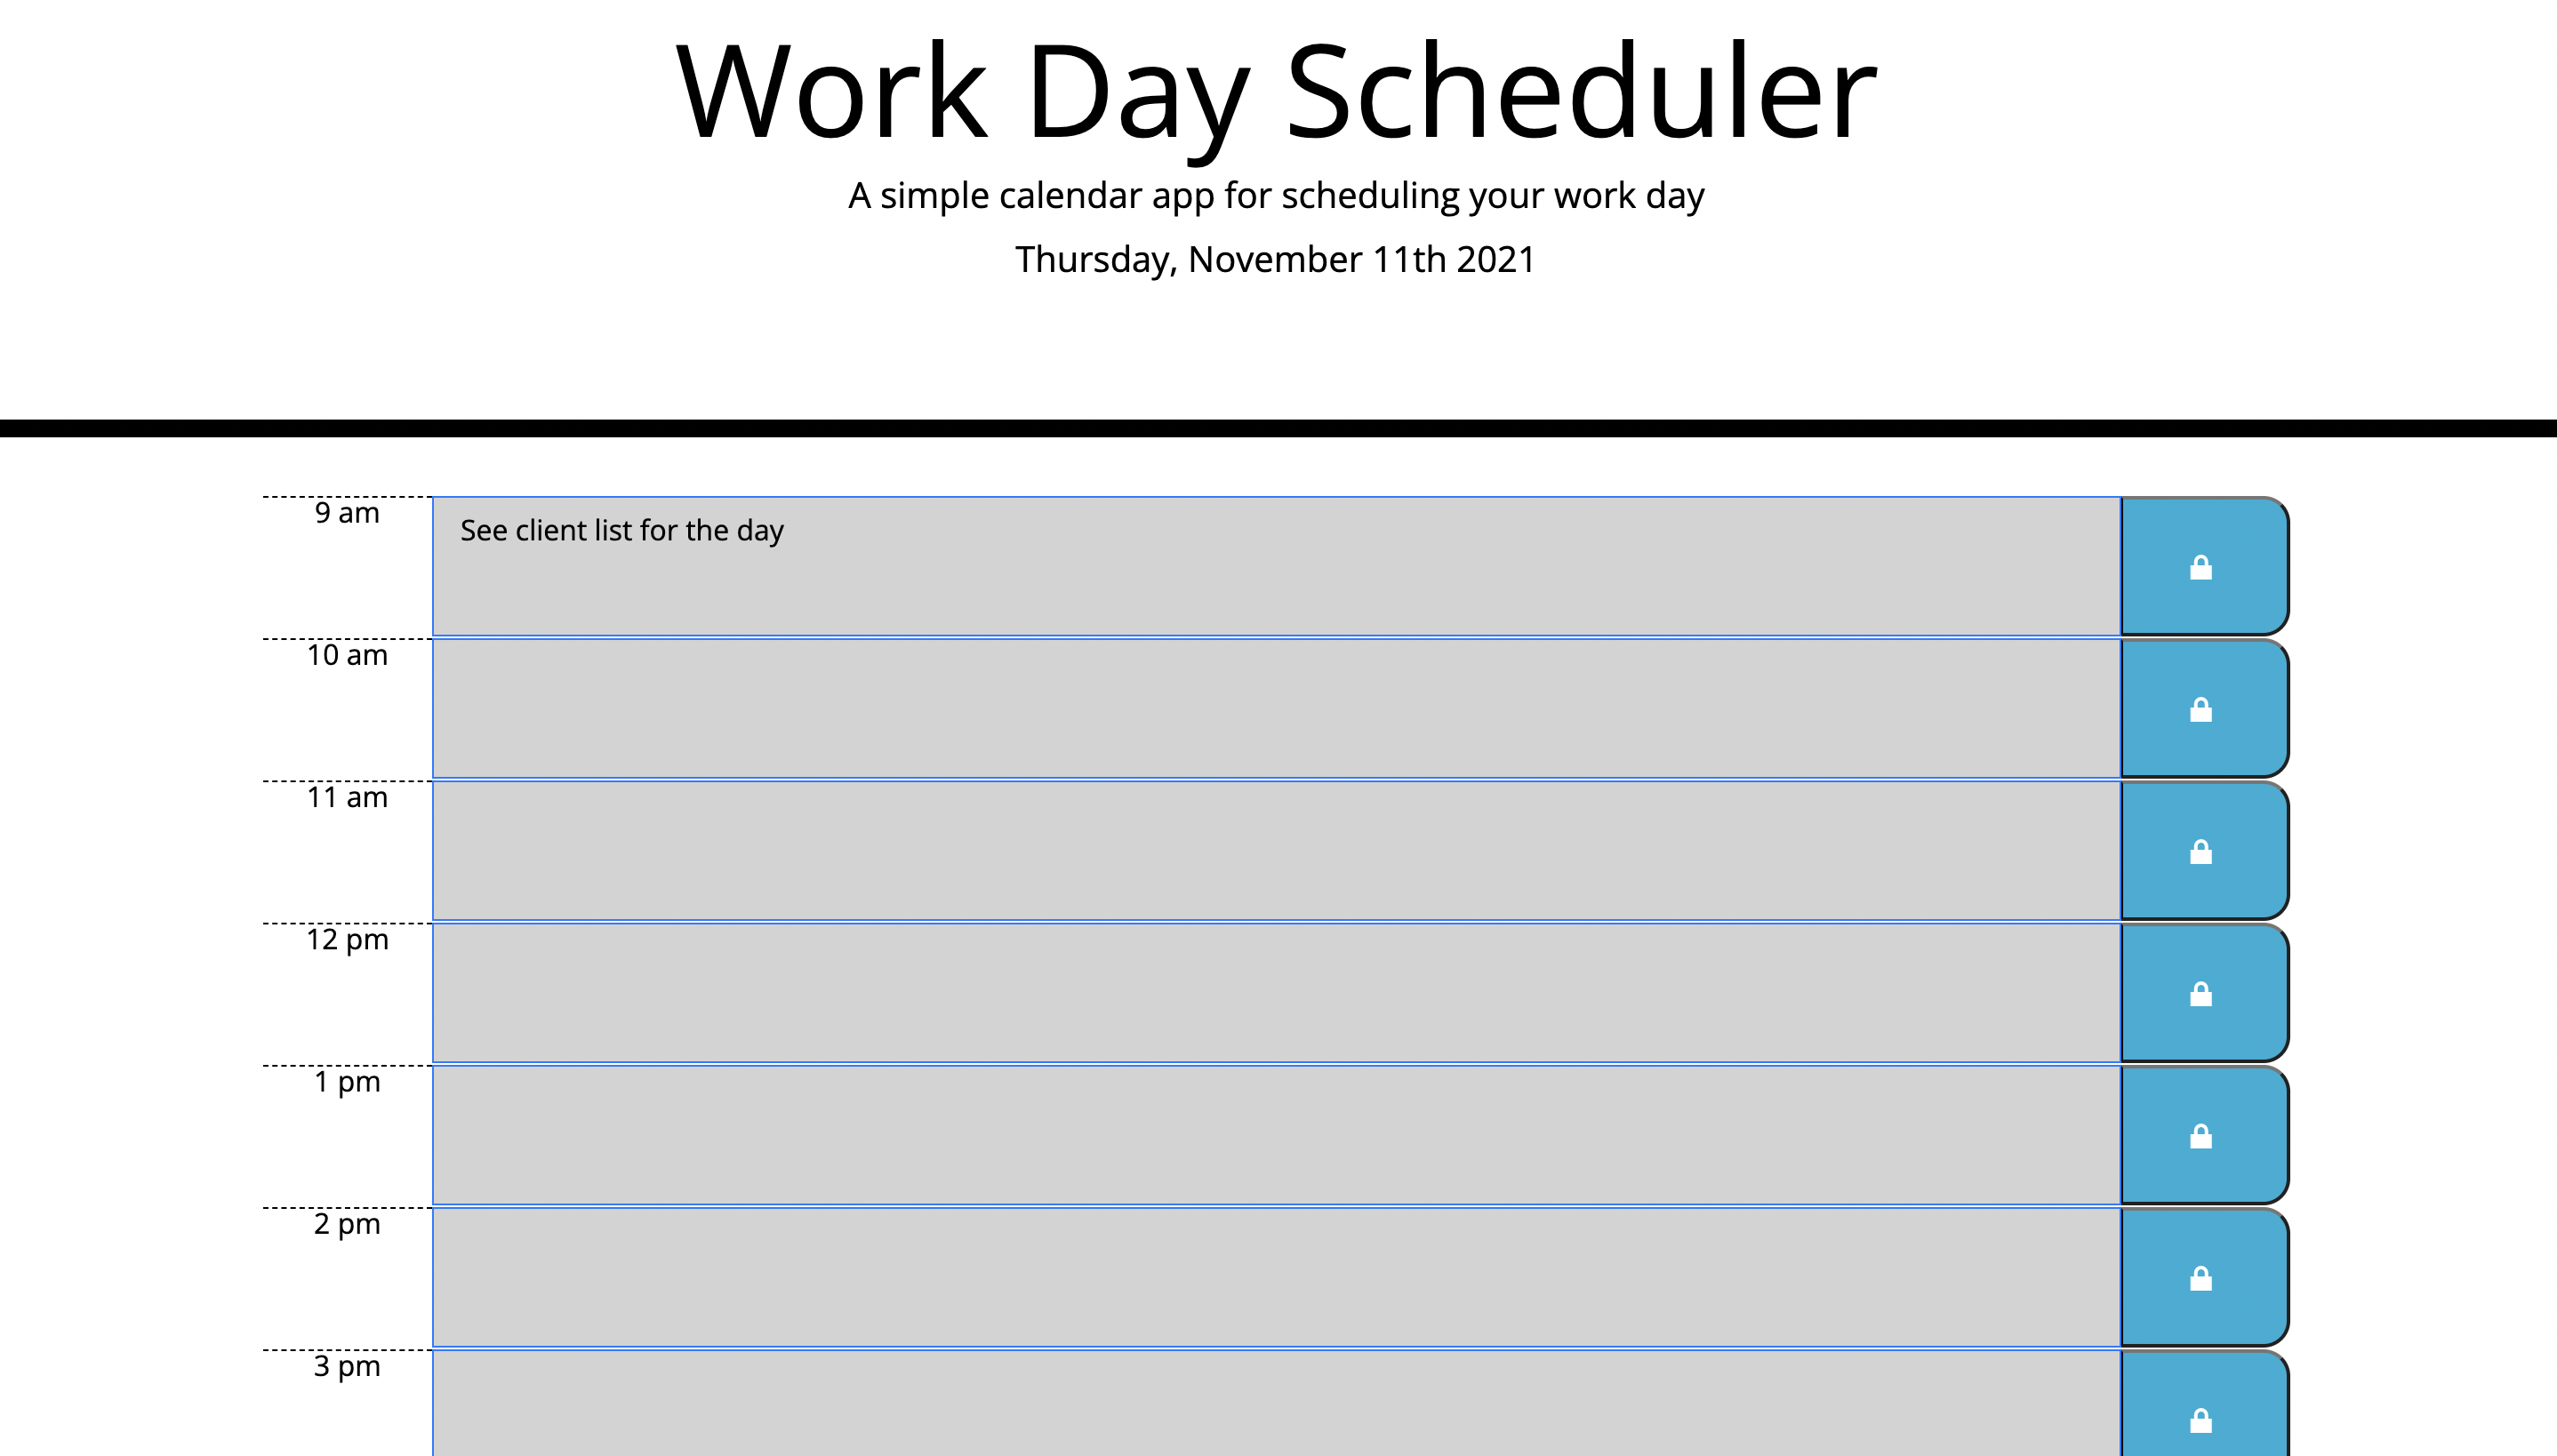 Work Day Scheduler
A simple calendar app for scheduling your work day
Thursday, November 11th 2021
9 am
See client list for the day
10 am
11 am
12 pm
1 pm
2 pm
3 pm